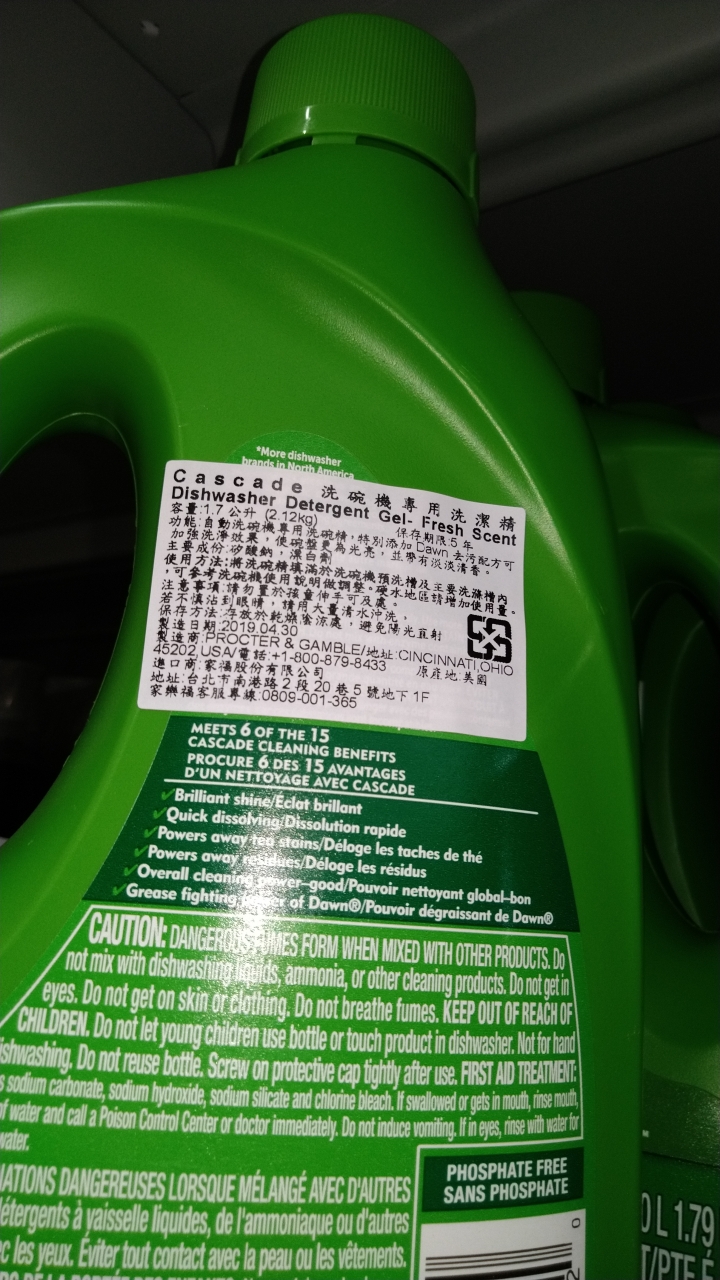 *More dishwasher
brands in North America
Cascade 洗碗機專用洗潔精
Dishwasher Detergent Gel- Fresh Scent
容量:1.7 公升 (2.12kg) 保存期限:5 年
功能:自動洗碗機專用洗碗精,特別添加 Dawn 去污配方可
加強洗淨效果,使碗盤更為光亮,並帶有淡淡清香。
主要成份:矽酸鈉,漂白劑
使用方法:將洗碗精填滿於洗碗機預洗槽及主要洗滌槽內
,可參考洗碗機使用說明做調整。硬水地區請增加使用量。
注意事項:請勿置於孩童伸手可及處。
若不慎沾到眼睛,請用大量清水沖洗。
保存方法:存放於乾燥陰涼處,避免陽光直射
製造日期:2019.04.30
製造商:PROCTER & GAMBLE/地址:CINCINNATI,OHIO
45202,USA/電話:+1-800-879-8433 原產地:美國
進口商:家福股份有限公司
地址:台北市南港路 2 段 20 巷 5 號地下 1F
家樂福客服專線:0809-001-365
MEETS 6 OF THE 15
CASCADE CLEANING BENEFITS
PROCURE 6 DES 15 AVANTAGES
D'UN NETTOYAGE AVEC CASCADE
Brilliant shine/Éclat brillant
Quick dissolving/Dissolution rapide
Powers away tea stains/Déloge les taches de thé
Powers away residues/Déloge les résidus
Overall cleaning power–good/Pouvoir nettoyant global–bon
Grease fighting power of Dawn®/Pouvoir dégraissant de Dawn®
CAUTION: DANGEROUS FUMES FORM WHEN MIXED WITH OTHER PRODUCTS. Do
not mix with dishwashing liquids, ammonia, or other cleaning products. Do not get in
eyes. Do not get on skin or clothing. Do not breathe fumes. KEEP OUT OF REACH OF
CHILDREN. Do not let young children use bottle or touch product in dishwasher. Not for hand
ishwashing. Do not reuse bottle. Screw on protective cap tightly after use. FIRST AID TREATMENT:
s sodium carbonate, sodium hydroxide, sodium silicate and chlorine bleach. If swallowed or gets in mouth, rinse mouth,
of water and call a Poison Control Center or doctor immediately. Do not induce vomiting. If in eyes, rinse with water for
water.
MATIONS DANGEREUSES LORSQUE MÉLANGÉ AVEC D'AUTRES
détergents à vaisselle liquides, de l'ammoniaque ou d'autres
c les yeux. Éviter tout contact avec la peau ou les vêtements.
PHOSPHATE FREE
SANS PHOSPHATE
0 L 1.79
T/PTE É